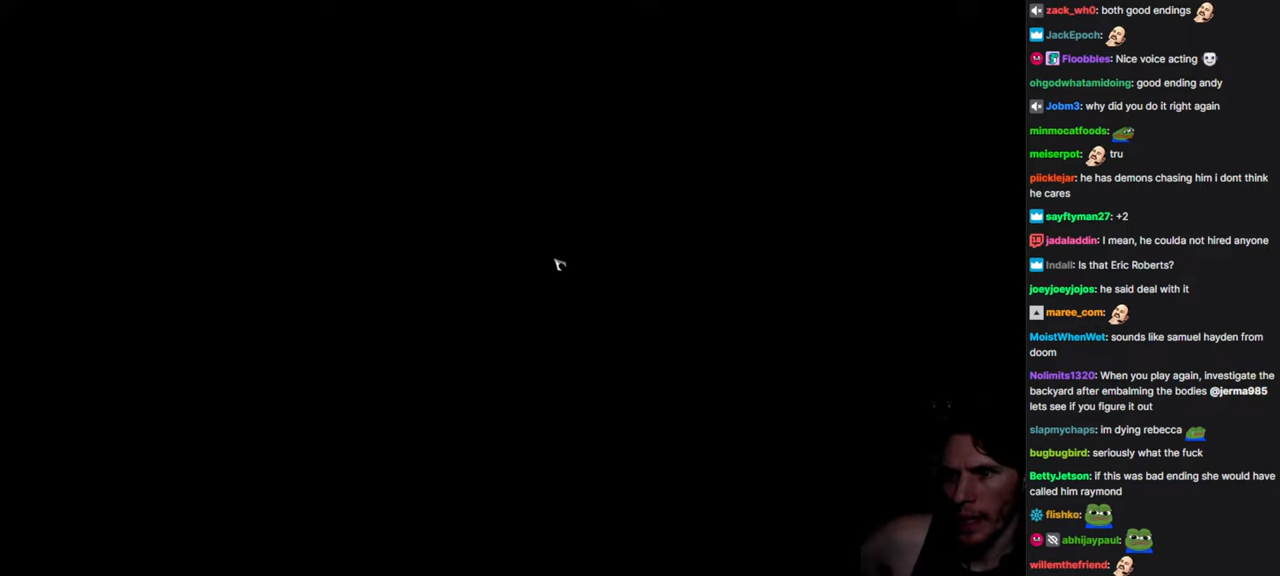 zack_wh0: both good endings
JackEpoch:
Floobbies: Nice voice acting
ohgodwhatamidoing: good ending andy
Jobm3: why did you do it right again
minmocatfoods:
meiserpot: tru
piicklejar: he has demons chasing him i dont think
he cares
sayftyman27: +2
jadaladdin: I mean, he coulda not hired anyone
Indall: Is that Eric Roberts?
joeyjoeyjojos: he said deal with it
maree_com:
MoistWhenWet: sounds like samuel hayden from
doom
Nolimits1320: When you play again, investigate the
backyard after embalming the bodies @jerma985
lets see if you figure it out
slapmychaps: im dying rebecca
bugbugbird: seriously what the fuck
BettyJetson: if this was bad ending she would have
called him raymond
flishko:
abhijaypaul:
willemthefriend: